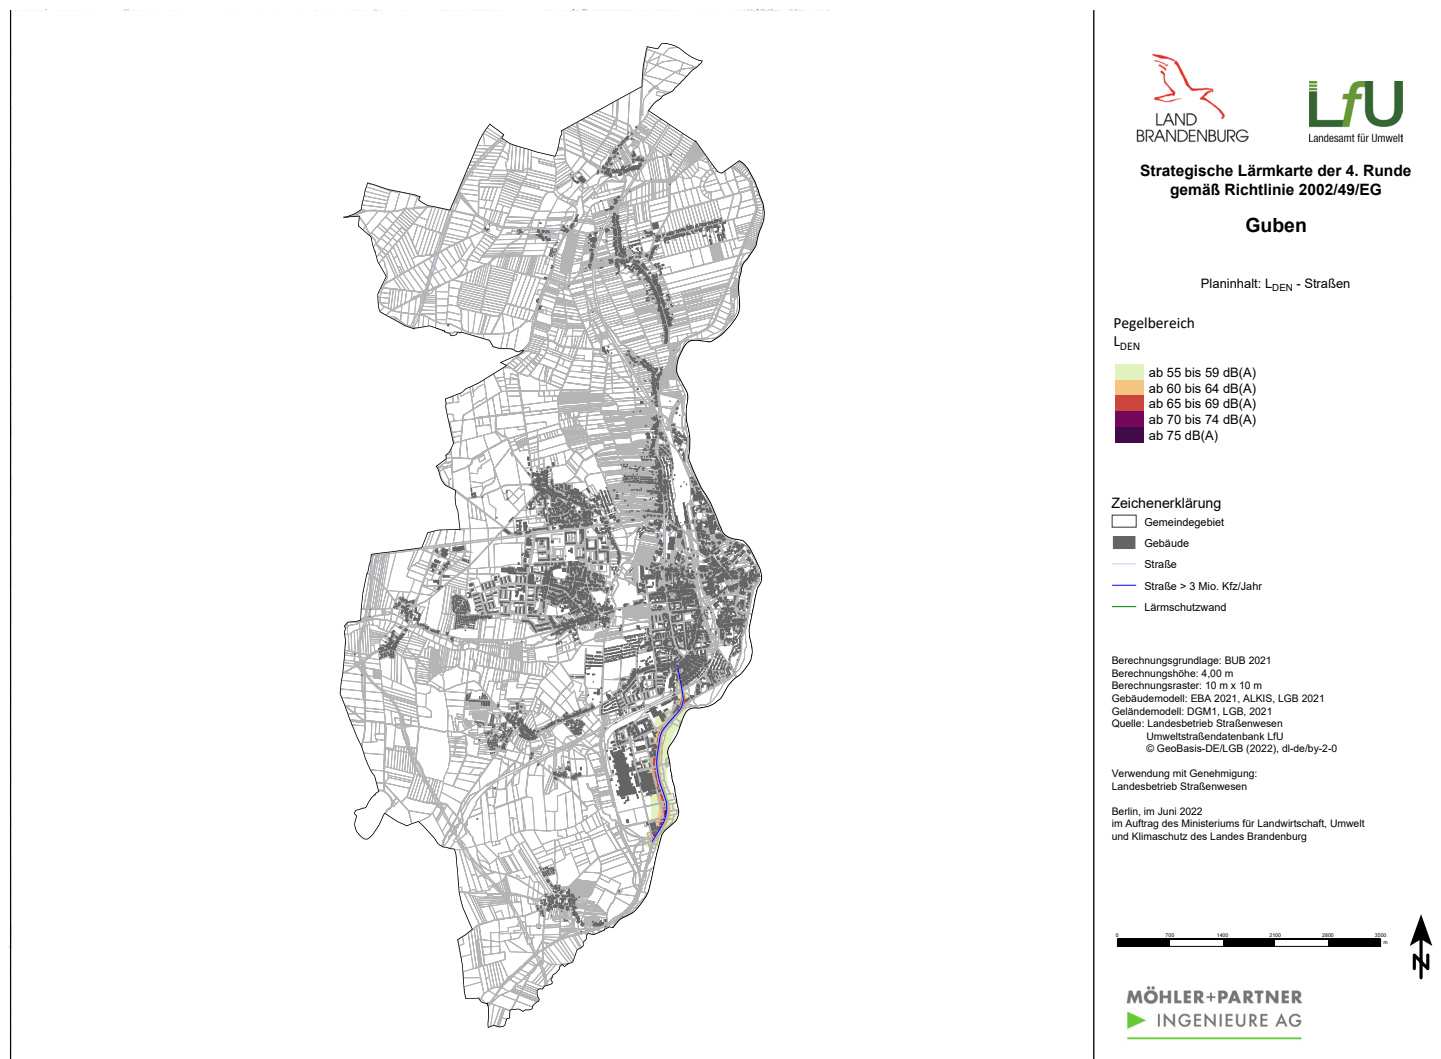 LAND
BRANDENBURG
LfU
Landesamt für Umwelt
Strategische Lärmkarte der 4. Runde
gemäß Richtlinie 2002/49/EG
Guben
Planinhalt: LDEN - Straßen
Pegelbereich
LDEN
ab 55 bis 59 dB(A)
ab 60 bis 64 dB(A)
ab 65 bis 69 dB(A)
ab 70 bis 74 dB(A)
ab 75 dB(A)
Zeichenerklärung
Gemeindegebiet
Gebäude
Straße
Straße > 3 Mio. Kfz/Jahr
Lärmschutzwand
Berechnungsgrundlage: BUB 2021
Berechnungshöhe: 4,00 m
Berechnungsraster: 10 m x 10 m
Gebäudemodell: EBA 2021, ALKIS, LGB 2021
Geländemodell: DGM1, LGB, 2021
Quelle: Landesbetrieb Straßenwesen
Umweltstraßendatenbank LfU
© GeoBasis-DE/LGB (2022), dl-de/by-2-0
Verwendung mit Genehmigung:
Landesbetrieb Straßenwesen
Berlin, im Juni 2022
im Auftrag des Ministeriums für Landwirtschaft, Umwelt
und Klimaschutz des Landes Brandenburg
0 700 1400 2100 2800 3500
m
N
MÖHLER+PARTNER
INGENIEURE AG